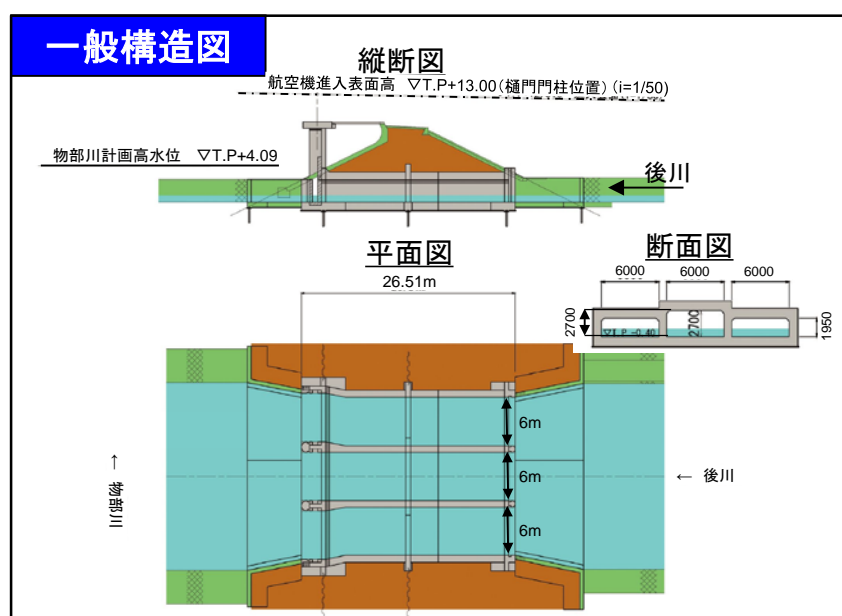 一般構造図
縦断図
航空機進入表面高 ▽T.P+13.00(樋門門柱位置) (i=1/50)
物部川計画高水位 ▽T.P+4.09
後川
平面図
26.51m
断面図
6000 6000 6000
2700
▽T.P -0.40
2700
1950
6m
6m
6m
← 物部川
← 後川